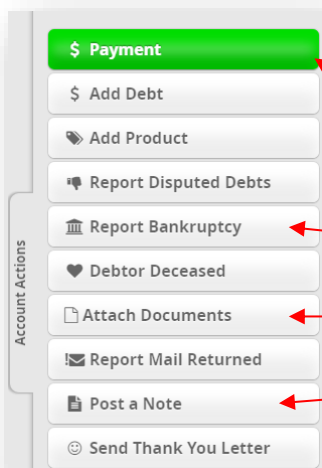 $ Payment
$ Add Debt
Add Product
Report Disputed Debts
Report Bankruptcy
Debtor Deceased
Attach Documents
Report Mail Returned
Post a Note
Send Thank You Letter
Account Actions